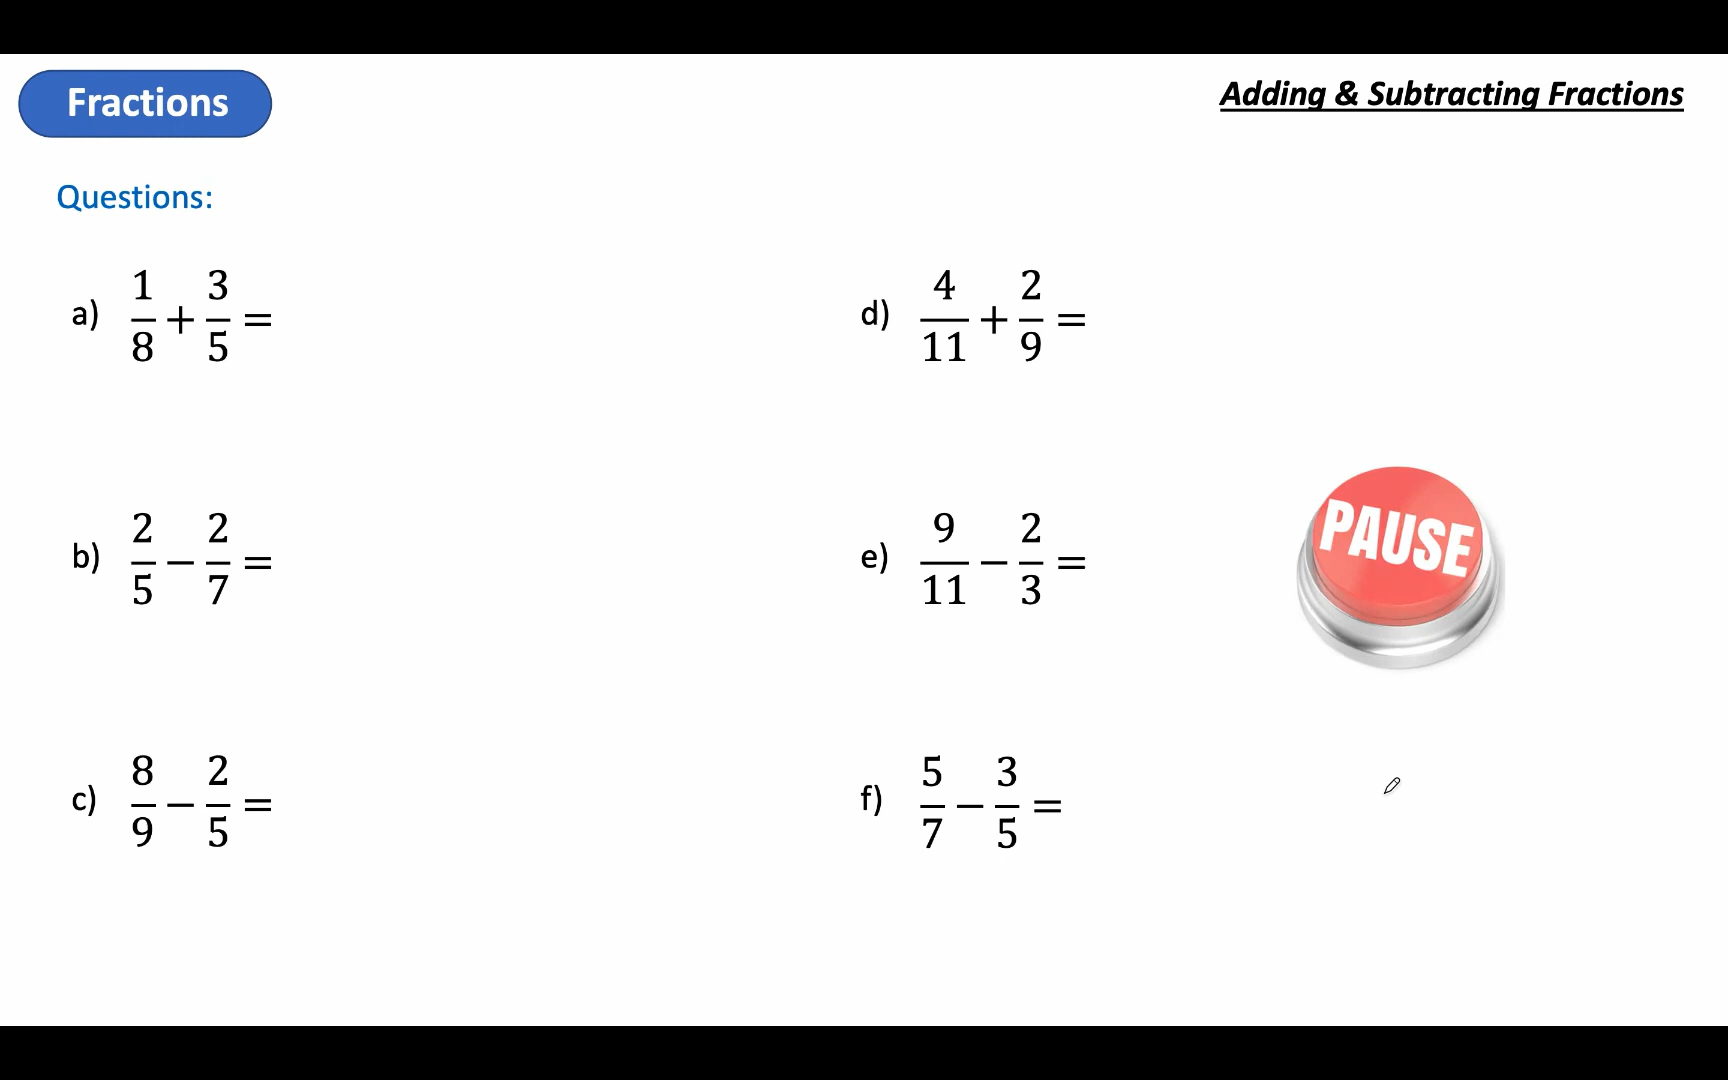 Fractions
Adding & Subtracting Fractions
Questions:
a) 1/8 + 3/5 =
d) 4/11 + 2/9 =
b) 2/5 − 2/7 =
e) 9/11 − 2/3 =
PAUSE
c) 8/9 − 2/5 =
f) 5/7 − 3/5 =